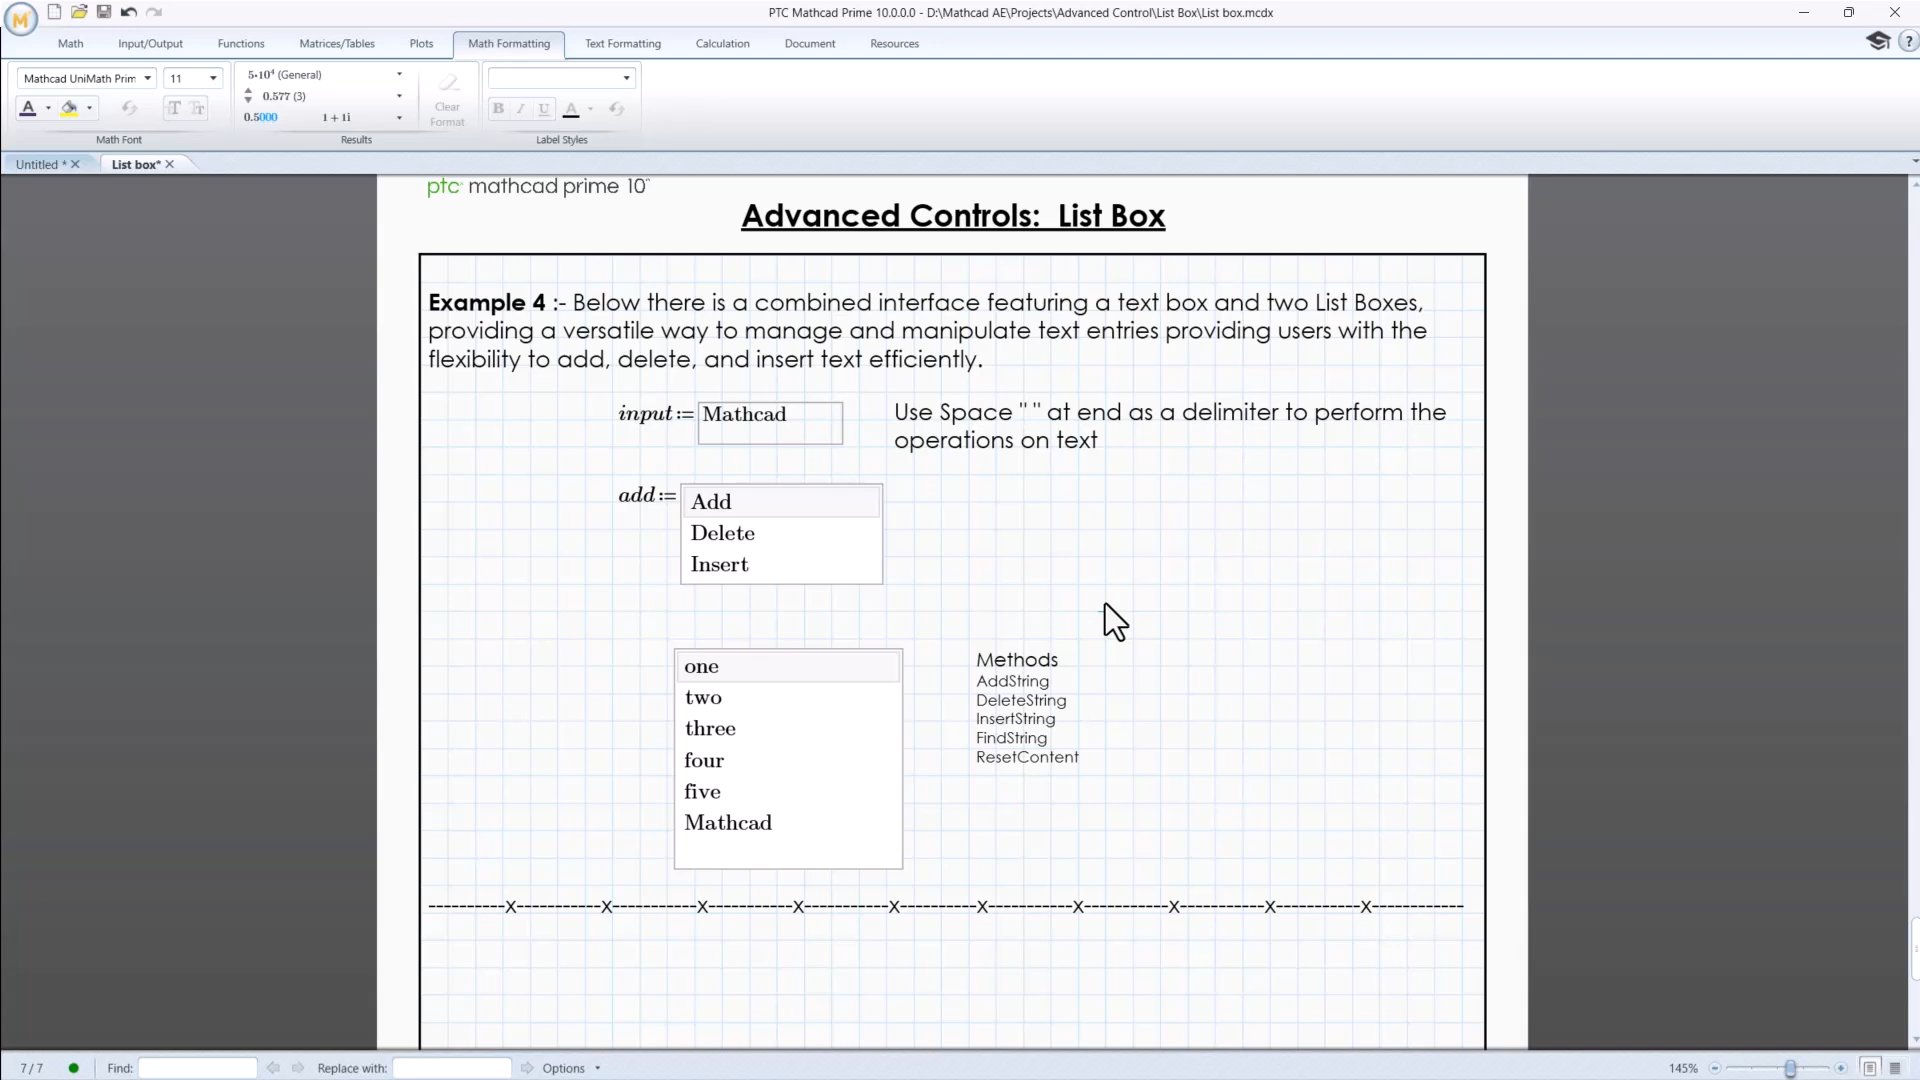 PTC Mathcad Prime 10.0.0.0 - D:\Mathcad AE\Projects\Advanced Control\List Box\List box.mcdx
Math Input/Output Functions Matrices/Tables Plots Math Formatting Text Formatting Calculation Document Resources
Mathcad UniMath Prim 11
5·10⁴ (General)
0.577 (3)
0.5000 1 + 1i
Clear
Format
B I U A
Math Font Results Label Styles
Untitled * List box*
ptc mathcad prime 10
Advanced Controls: List Box
Example 4 :- Below there is a combined interface featuring a text box and two List Boxes,
providing a versatile way to manage and manipulate text entries providing users with the
flexibility to add, delete, and insert text efficiently.
input:= Mathcad
Use Space " " at end as a delimiter to perform the
operations on text
add:= Add
Delete
Insert
one
two
three
four
five
Mathcad
Methods
AddString
DeleteString
InsertString
FindString
ResetContent
----------X-----------X-----------X-----------X-----------X----------X-----------X-----------X-----------X-----------X------------
7 / 7 Find: Replace with: Options 145%